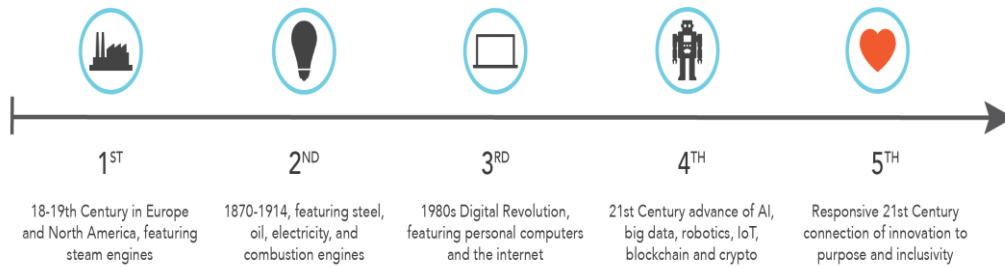 1ST
18-19th Century in Europe
and North America, featuring
steam engines
2ND
1870-1914, featuring steel,
oil, electricity, and
combustion engines
3RD
1980s Digital Revolution,
featuring personal computers
and the internet
4TH
21st Century advance of AI,
big data, robotics, IoT,
blockchain and crypto
5TH
Responsive 21st Century
connection of innovation to
purpose and inclusivity